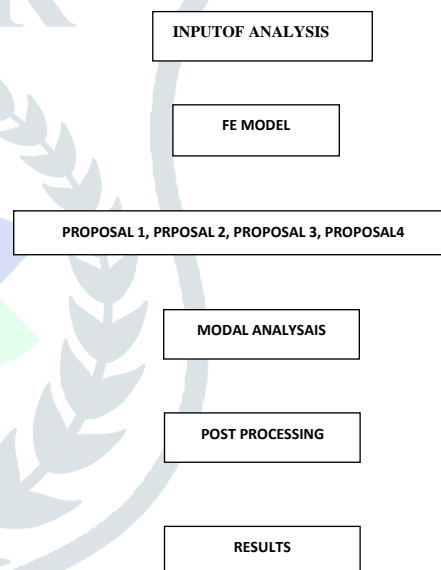 INPUTOF ANALYSIS
FE MODEL
PROPOSAL 1, PRPOSAL 2, PROPOSAL 3, PROPOSAL4
MODAL ANALYSAIS
POST PROCESSING
RESULTS